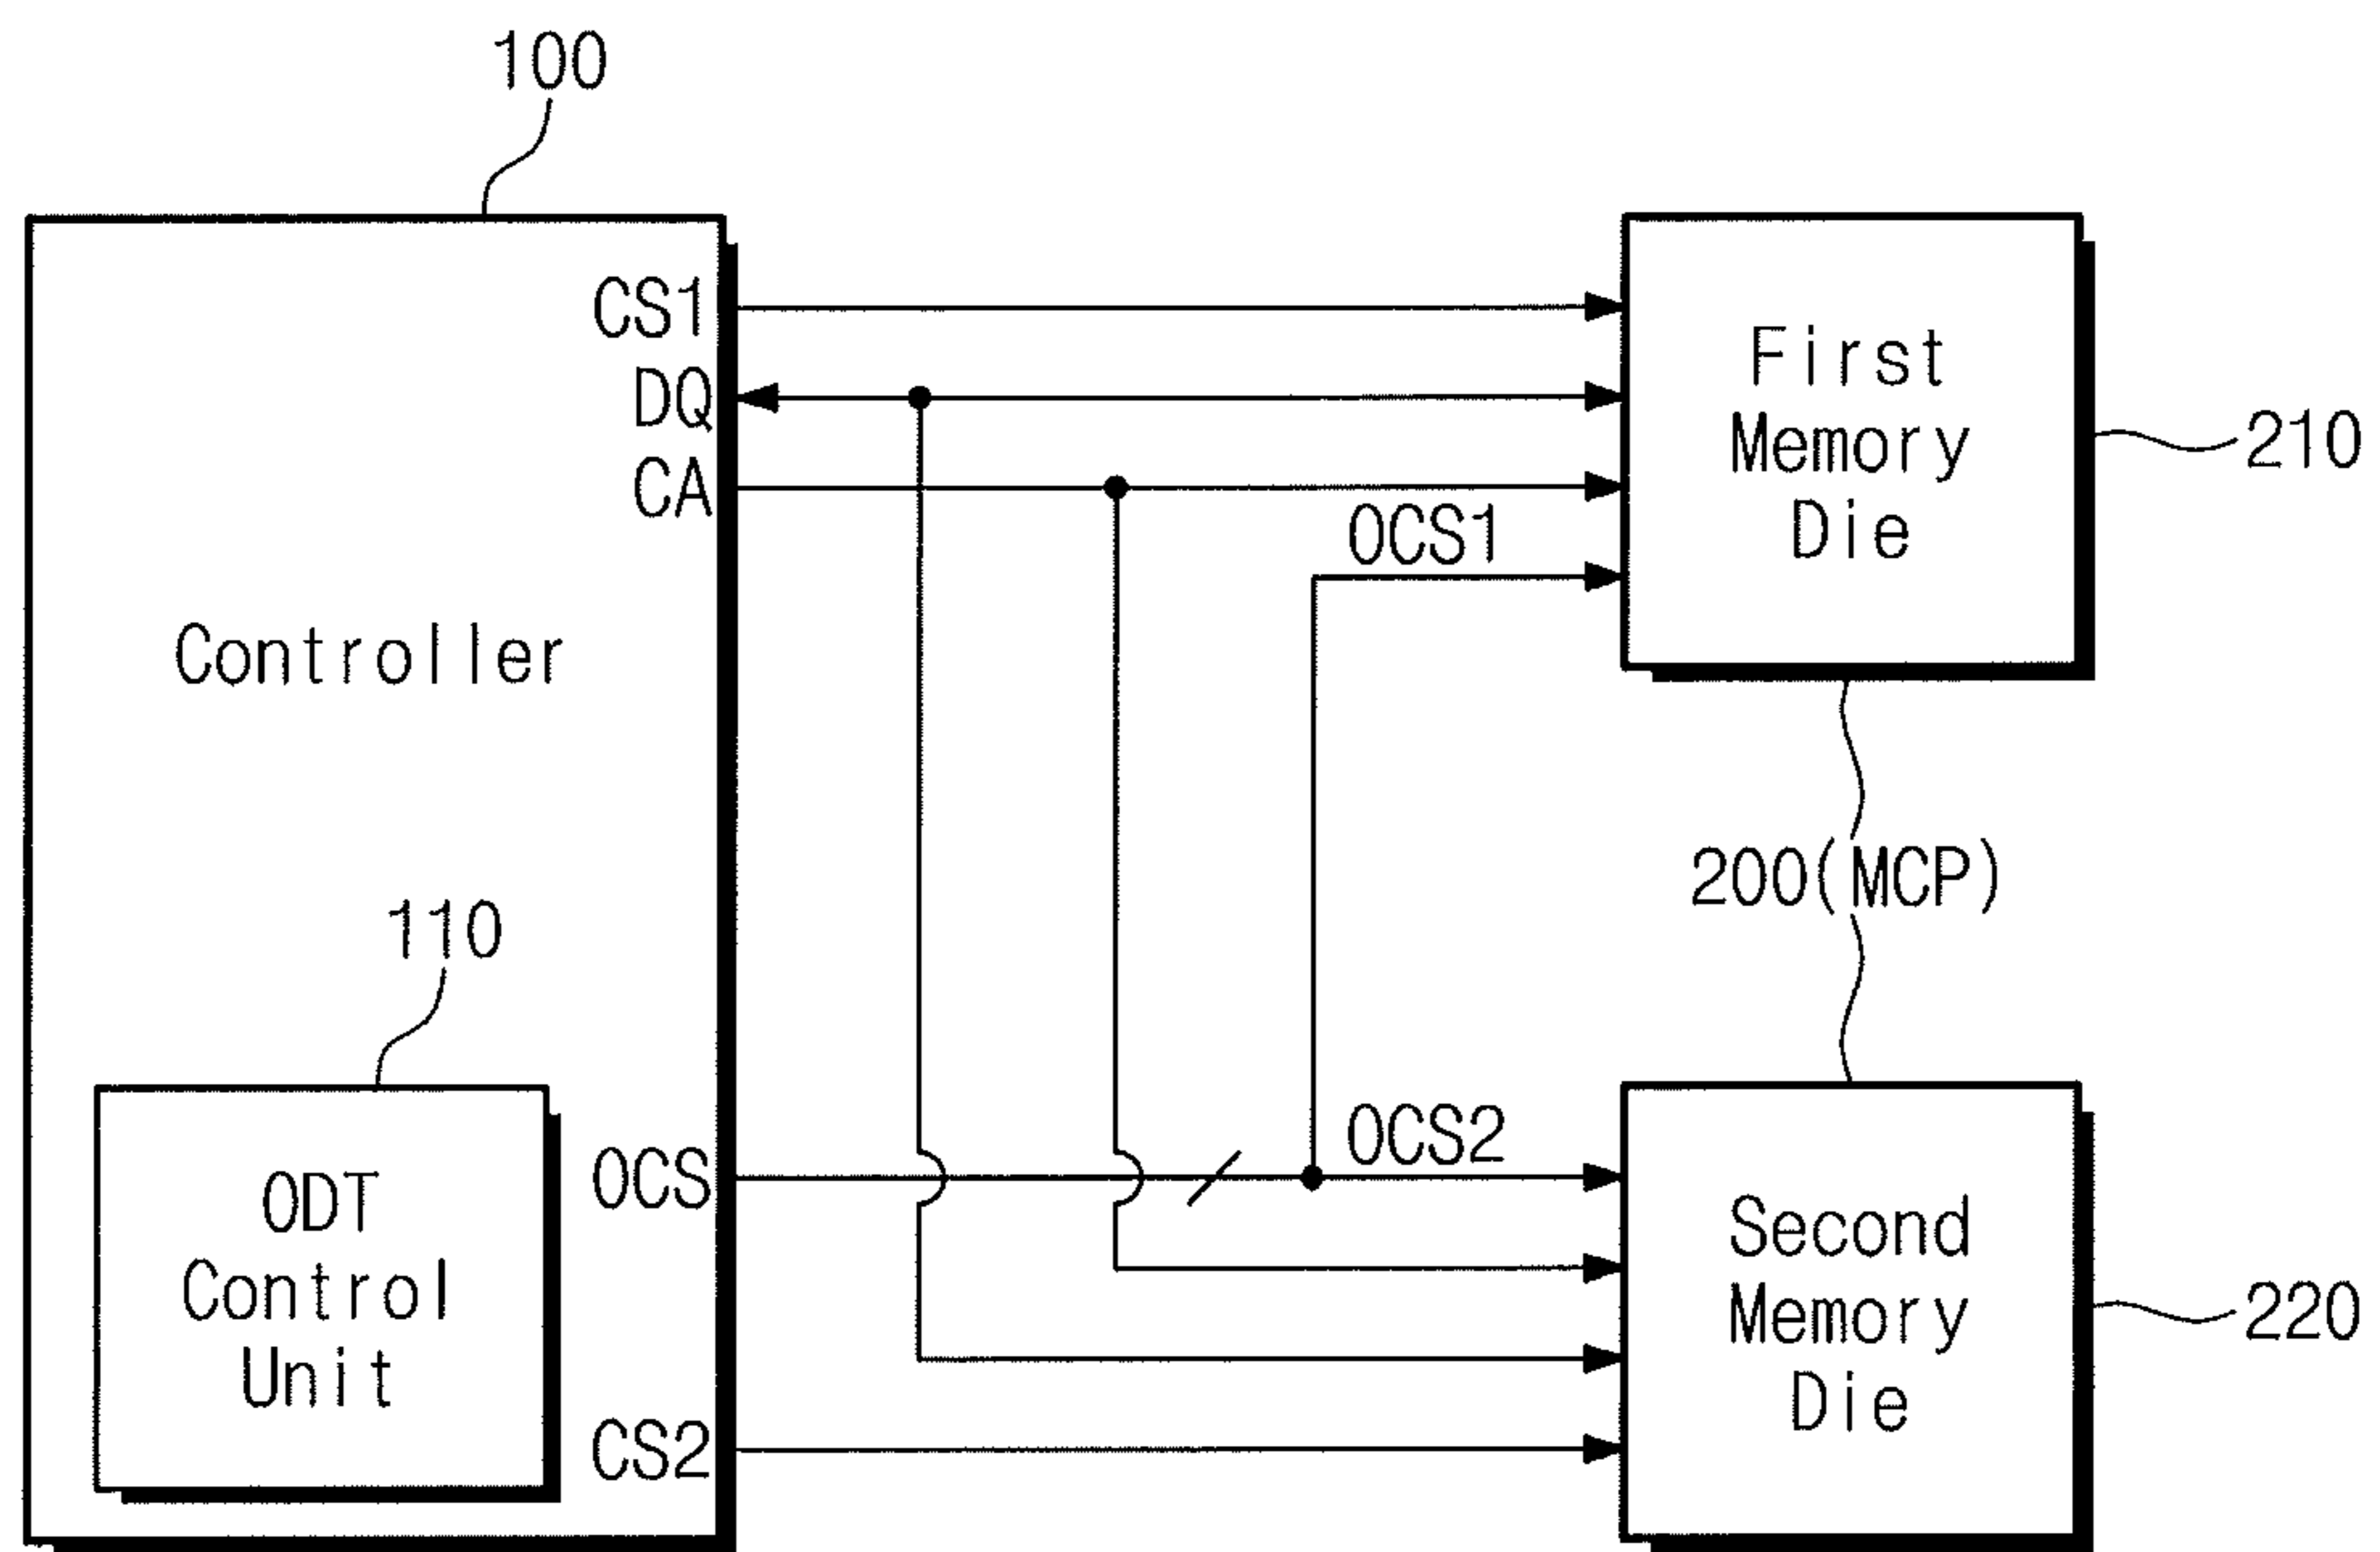 100
CS1
DQ
CA
OCS1
First
Memory
Die
210
Controller
200(MCP)
110
ODT
Control
Unit
OCS
OCS2
CS2
Second
Memory
Die
220